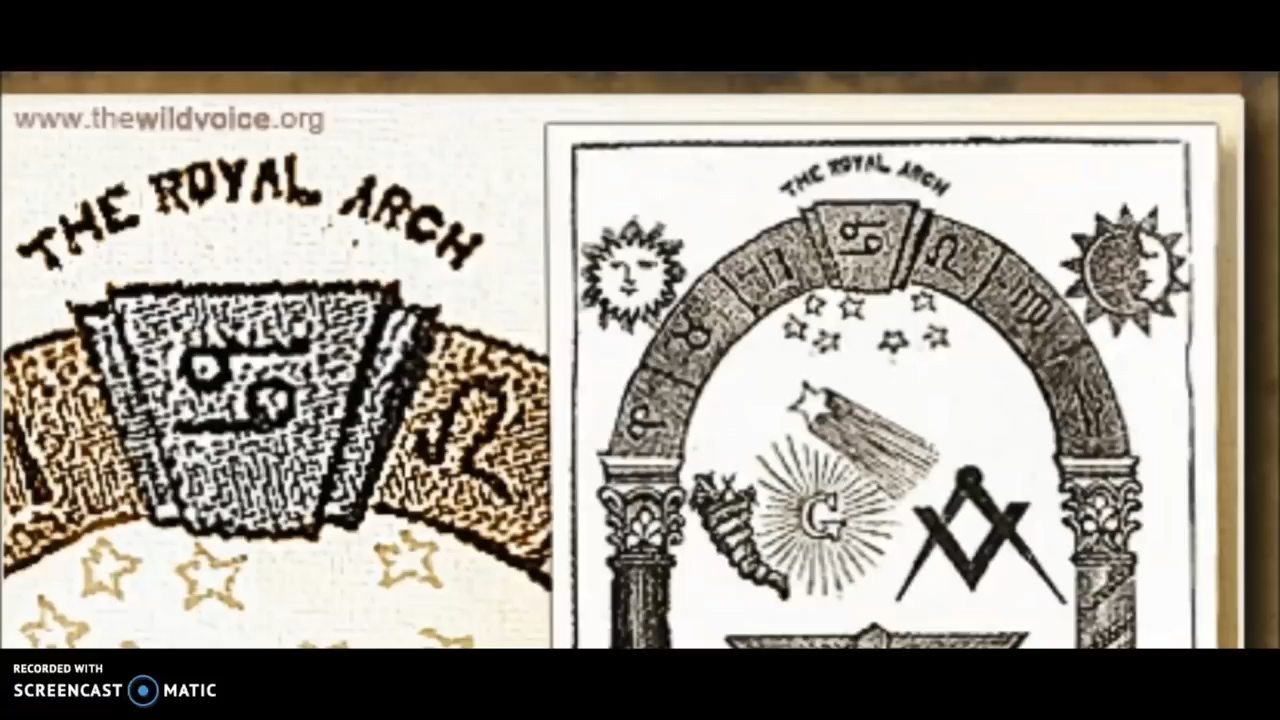 www.thewildvoice.org
THE ROYAL ARCH
THE ROYAL ARCH
♈ ♉ ♊ ♋ ♌ ♍ ♎
♋ ♌
G
RECORDED WITH
SCREENCAST MATIC